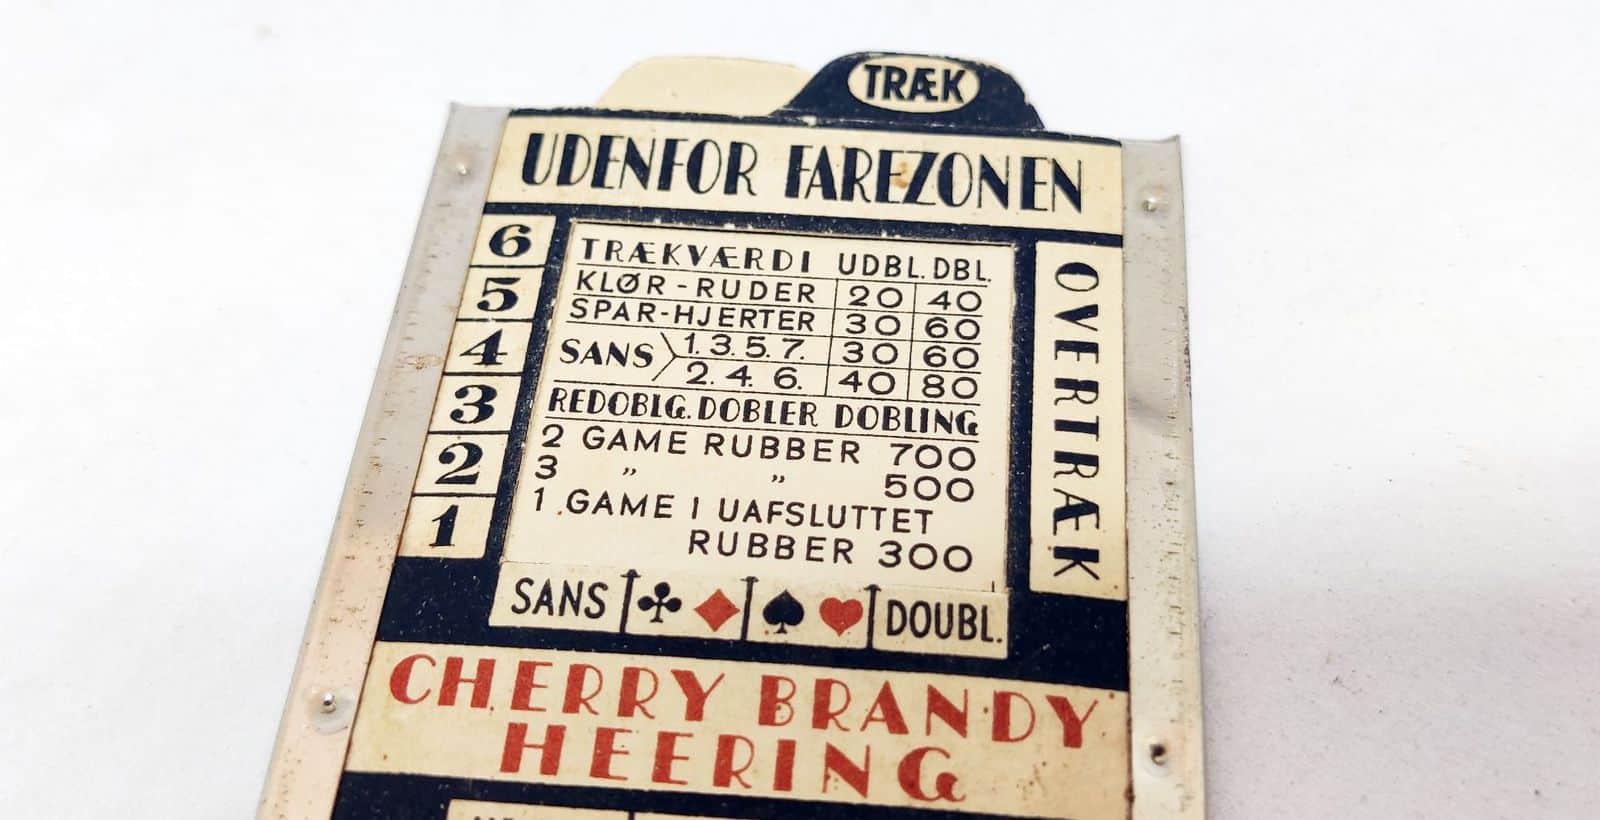 TRÆK
UDENFOR FAREZONEN
6
5
4
3
2
1
TRÆKVÆRDI UDBL. DBL.
KLØR-RUDER 20 40
SPAR-HJERTER 30 60
SANS 1. 3. 5. 7. 30 60
2. 4. 6. 40 80
REDOBLG. DOBLER DOBLING
2 GAME RUBBER 700
3 " " 500
1 GAME I UAFSLUTTET
RUBBER 300
OVERTRÆK
SANS ♣ ♦ ♠ ♥ DOUBL.
CHERRY BRANDY
HEERING